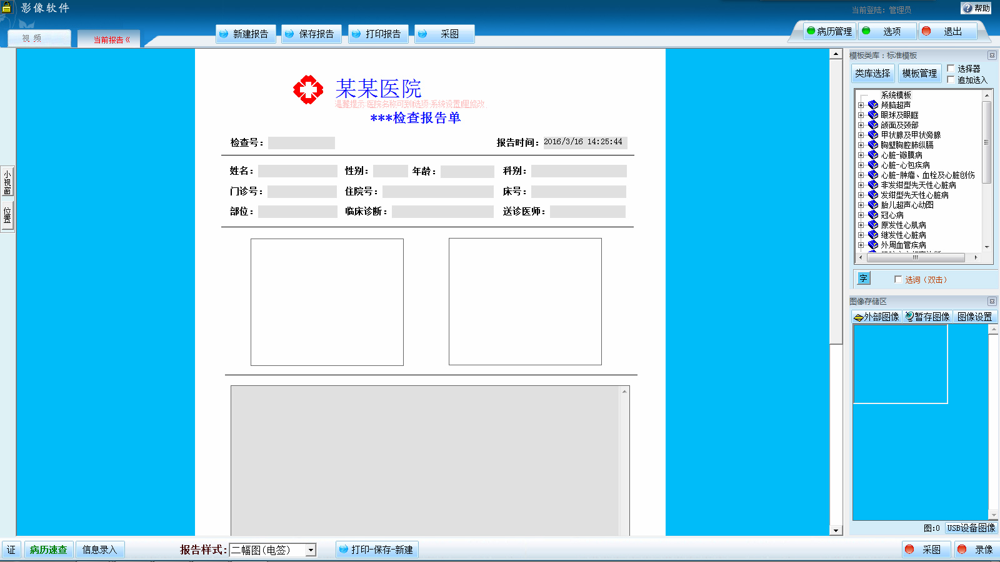 影像软件
当前登陆: 管理员
帮助
视 频
当前报告《
新建报告
保存报告
打印报告
采图
病历管理
选项
退出
小视窗
位置
某某医院
温馨提示:医院名称可到选项-系统设置里修改.
***检查报告单
检查号:
报告时间: 2016/3/16 14:25:44
姓名: 性别: 年龄: 科别:
门诊号: 住院号: 床号:
部位: 临床诊断: 送诊医师:
模板类库:标准模板
类库选择
模板管理
选择器
追加选入
系统模板
颅脑超声
眼球及眼眶
颌面及颈部
甲状腺及甲状旁腺
胸壁胸腔肺纵膈
心脏-瓣膜病
心脏-心包疾病
心脏-肿瘤、血栓及心脏创伤
非发绀型先天性心脏病
发绀型先天性心脏病
胎儿超声心动图
冠心病
原发性心肌病
继发性心脏病
外周血管疾病
字
选词（双击）
图像存储区
外部图像
暂存图像
图像设置
图:0
USB设备图像
证
病历速查
信息录入
报告样式: 二幅图(电签)
打印-保存-新建
采图
录像